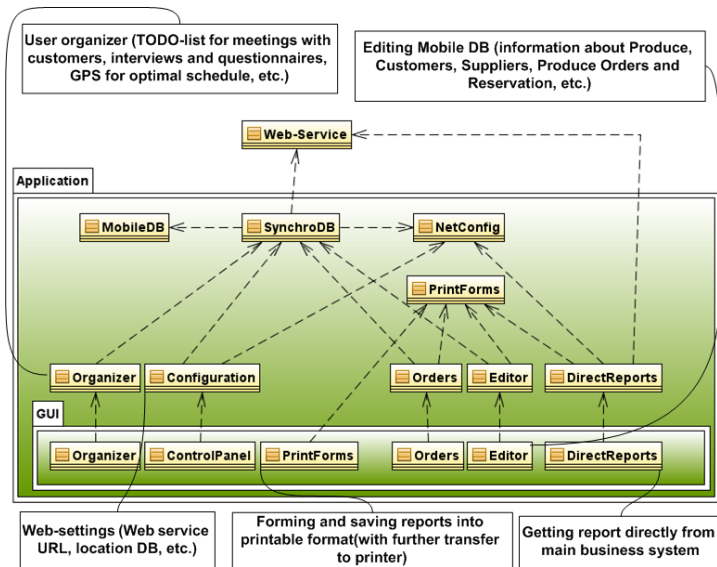 User organizer (TODO-list for meetings with
customers, interviews and questionnaires,
GPS for optimal schedule, etc.)
Editing Mobile DB (information about Produce,
Customers, Suppliers, Produce Orders and
Reservation, etc.)
Web-Service
Application
MobileDB
SynchroDB
NetConfig
PrintForms
Organizer
Configuration
Orders
Editor
DirectReports
GUI
Organizer
ControlPanel
PrintForms
Orders
Editor
DirectReports
Web-settings (Web service
URL, location DB, etc.)
Forming and saving reports into
printable format(with further transfer
to printer)
Getting report directly from
main business system